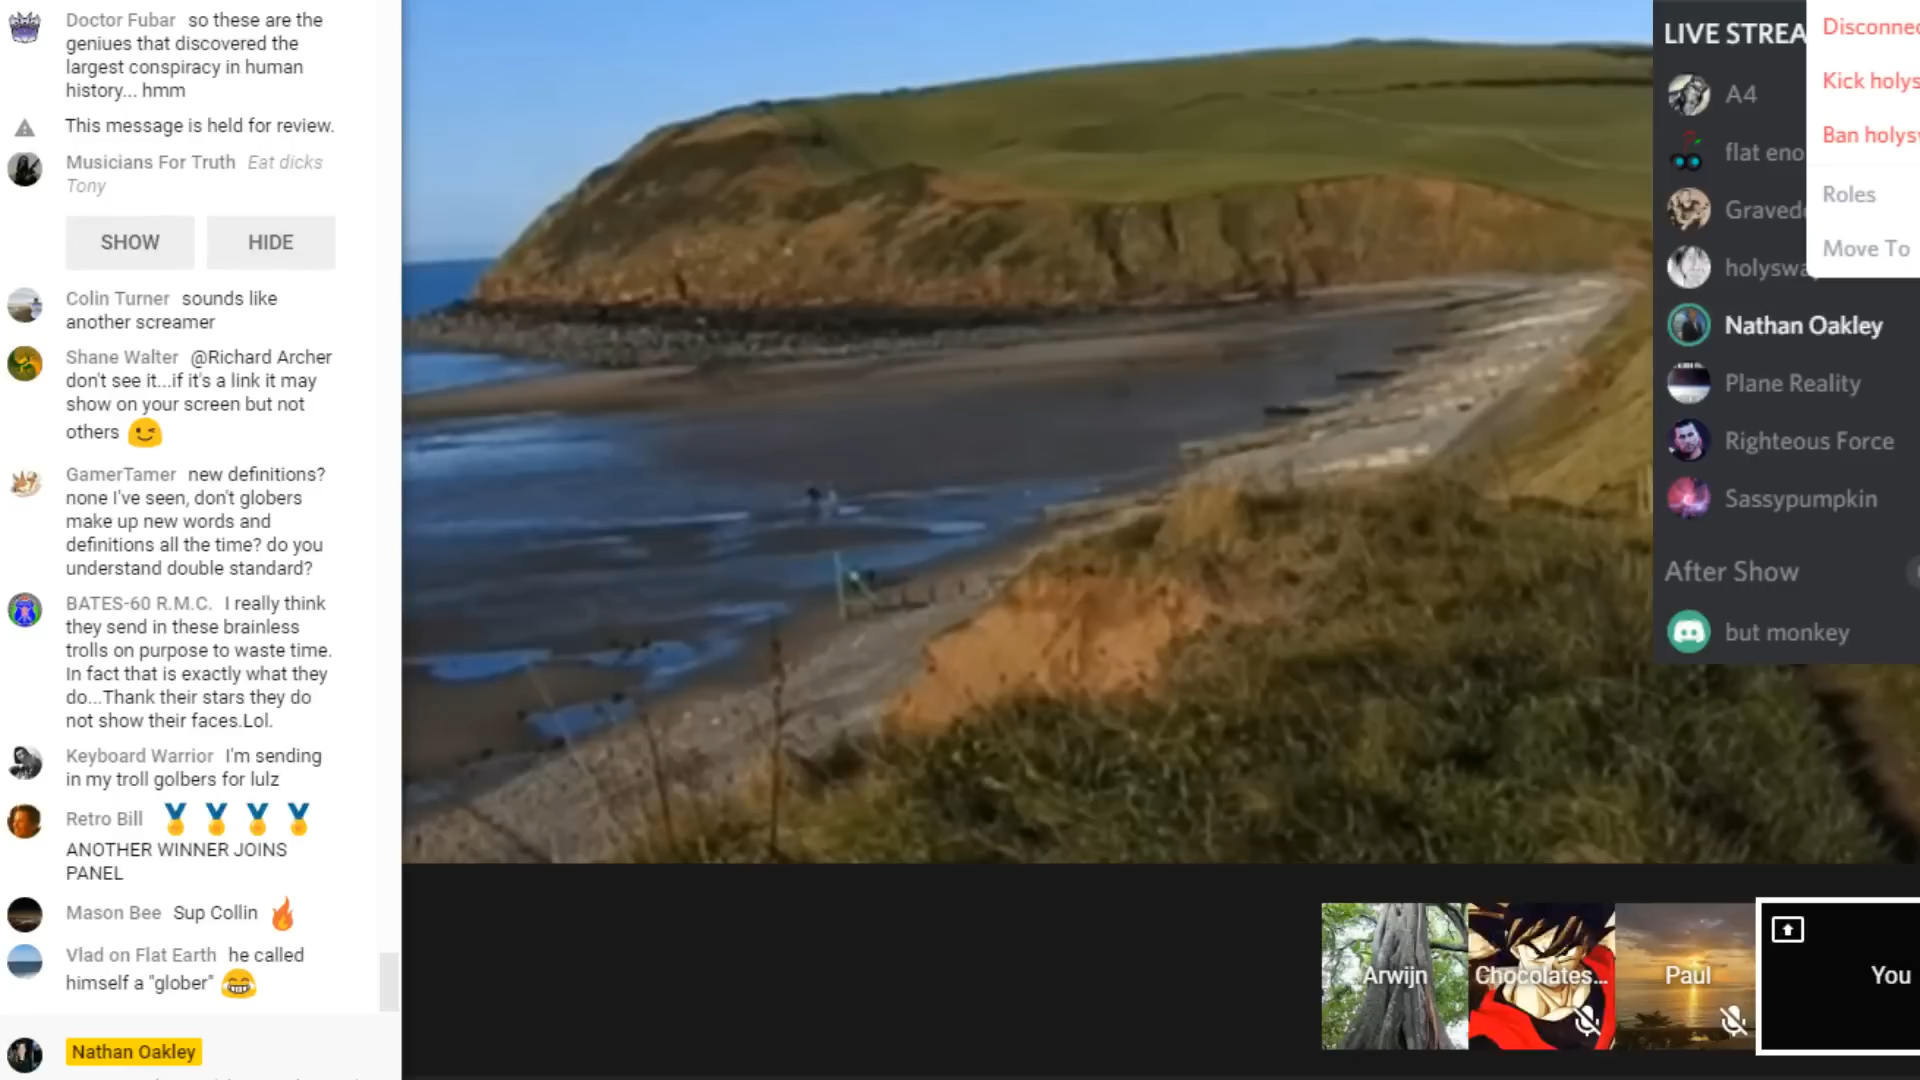 Doctor Fubar so these are the
geniues that discovered the
largest conspiracy in human
history... hmm
This message is held for review.
Musicians For Truth Eat dicks
Tony
SHOW HIDE
Colin Turner sounds like
another screamer
Shane Walter @Richard Archer
don't see it...if it's a link it may
show on your screen but not
others
GamerTamer new definitions?
none I've seen, don't globers
make up new words and
definitions all the time? do you
understand double standard?
BATES-60 R.M.C. I really think
they send in these brainless
trolls on purpose to waste time.
In fact that is exactly what they
do...Thank their stars they do
not show their faces.Lol.
Keyboard Warrior I'm sending
in my troll golbers for lulz
Retro Bill
ANOTHER WINNER JOINS
PANEL
Mason Bee Sup Collin
Vlad on Flat Earth he called
himself a "glober"
Nathan Oakley
LIVE STREA
A4
flat eno
Graved
holyswa
Nathan Oakley
Plane Reality
Righteous Force
Sassypumpkin
After Show
but monkey
Disconnec
Kick holys
Ban holysw
Roles
Move To
Arwijn
Chocolates...
Paul
You